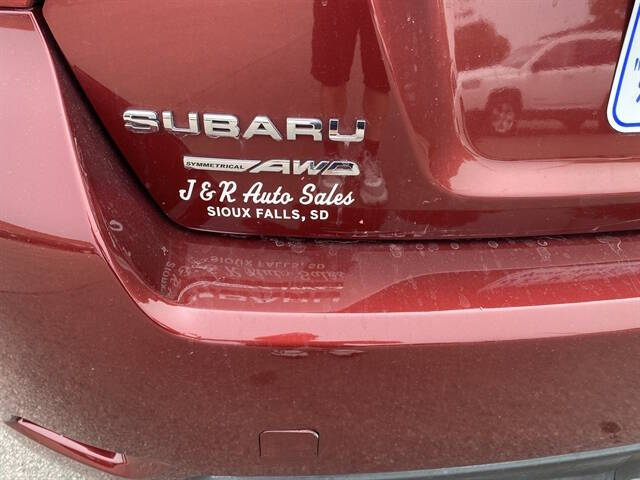 SUBARU
SYMMETRICAL AWD
J & R Auto Sales
SIOUX FALLS, SD